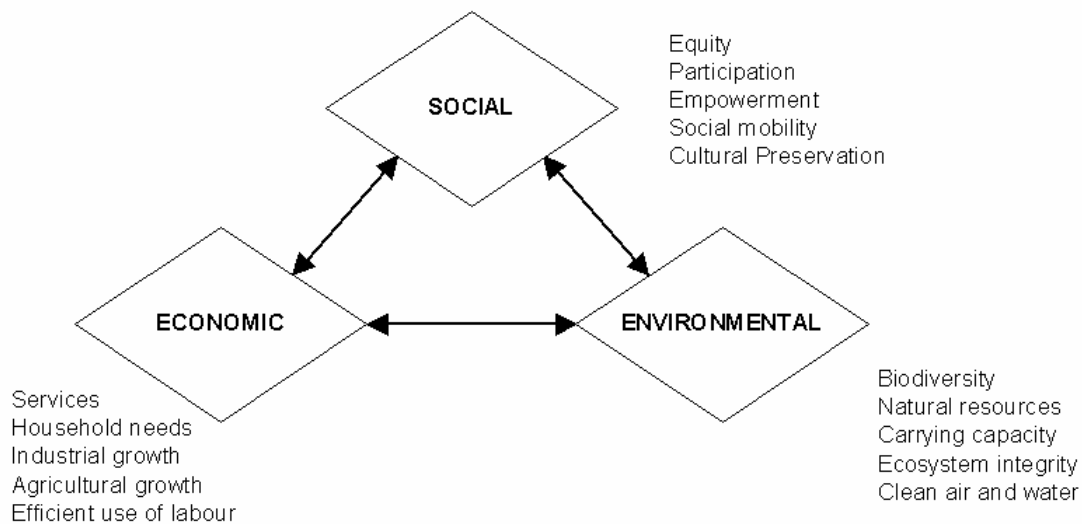 SOCIAL
Equity
Participation
Empowerment
Social mobility
Cultural Preservation
ECONOMIC
ENVIRONMENTAL
Services
Household needs
Industrial growth
Agricultural growth
Efficient use of labour
Biodiversity
Natural resources
Carrying capacity
Ecosystem integrity
Clean air and water